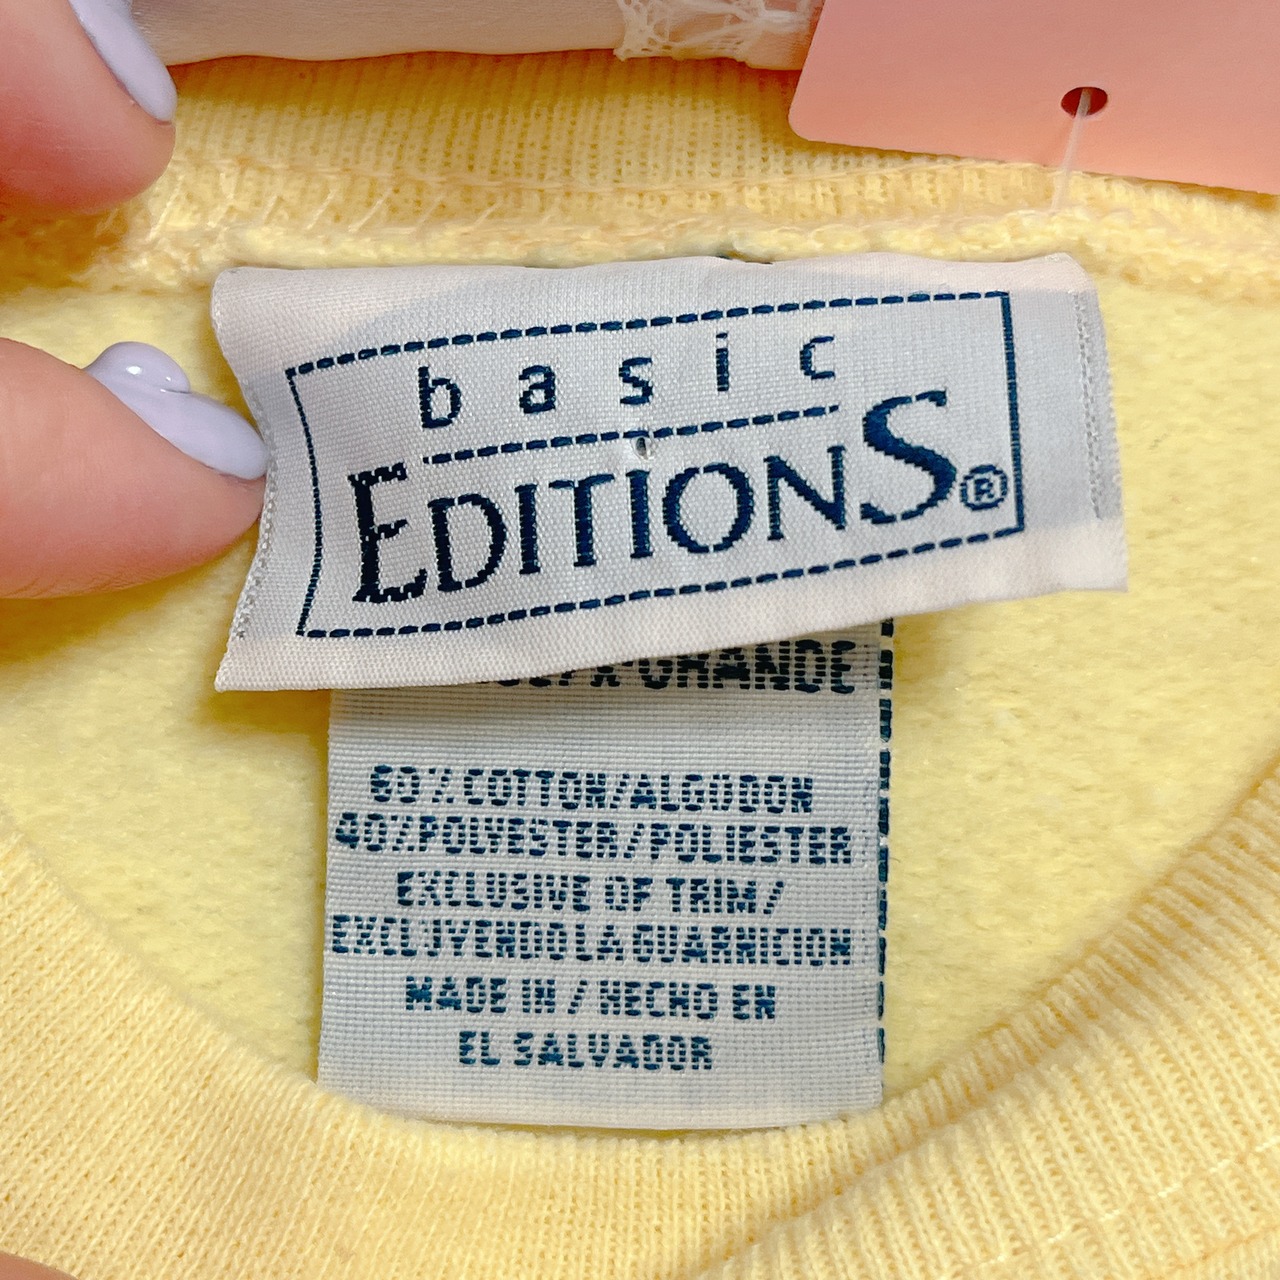 basic
EDITIONS®
GRANDE
60% COTTON/ALGODON
40% POLYESTER/POLIESTER
EXCLUSIVE OF TRIM/
EXCLUYENDO LA GUARNICION
MADE IN / HECHO EN
EL SALVADOR